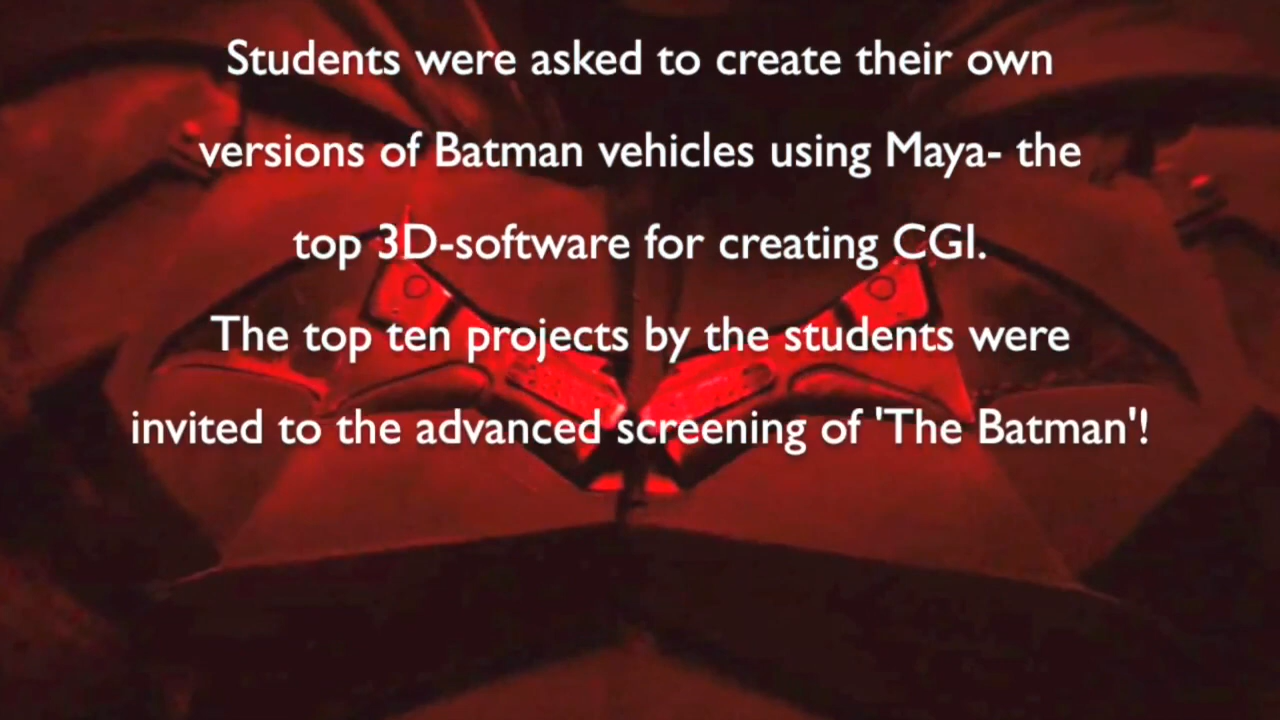 Students were asked to create their own
versions of Batman vehicles using Maya- the
top 3D-software for creating CGI.
The top ten projects by the students were
invited to the advanced screening of 'The Batman'!